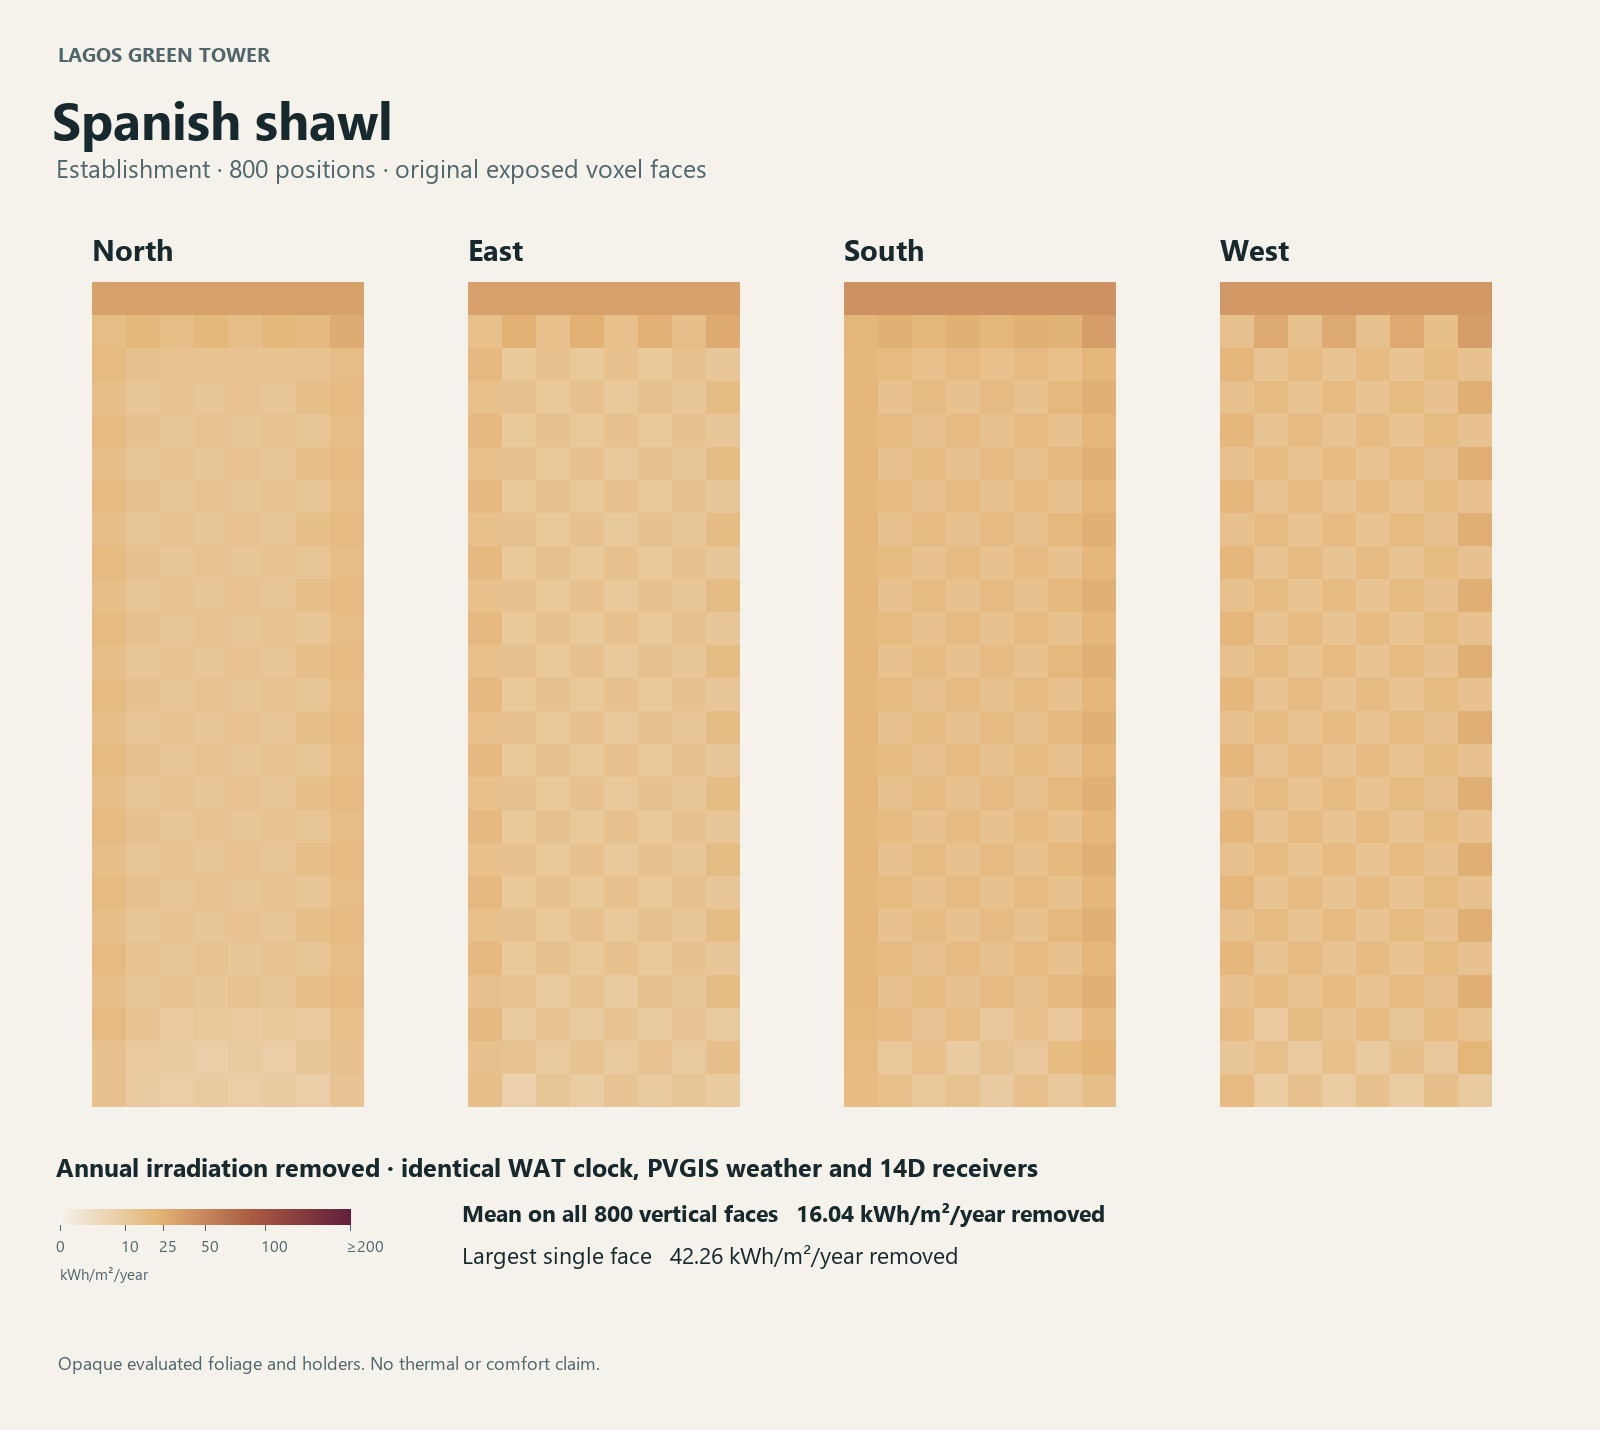 LAGOS GREEN TOWER
Spanish shawl
Establishment · 800 positions · original exposed voxel faces
North East South West
Annual irradiation removed · identical WAT clock, PVGIS weather and 14D receivers
Mean on all 800 vertical faces 16.04 kWh/m²/year removed
0 10 25 50 100 ≥200
Largest single face 42.26 kWh/m²/year removed
kWh/m²/year
Opaque evaluated foliage and holders. No thermal or comfort claim.